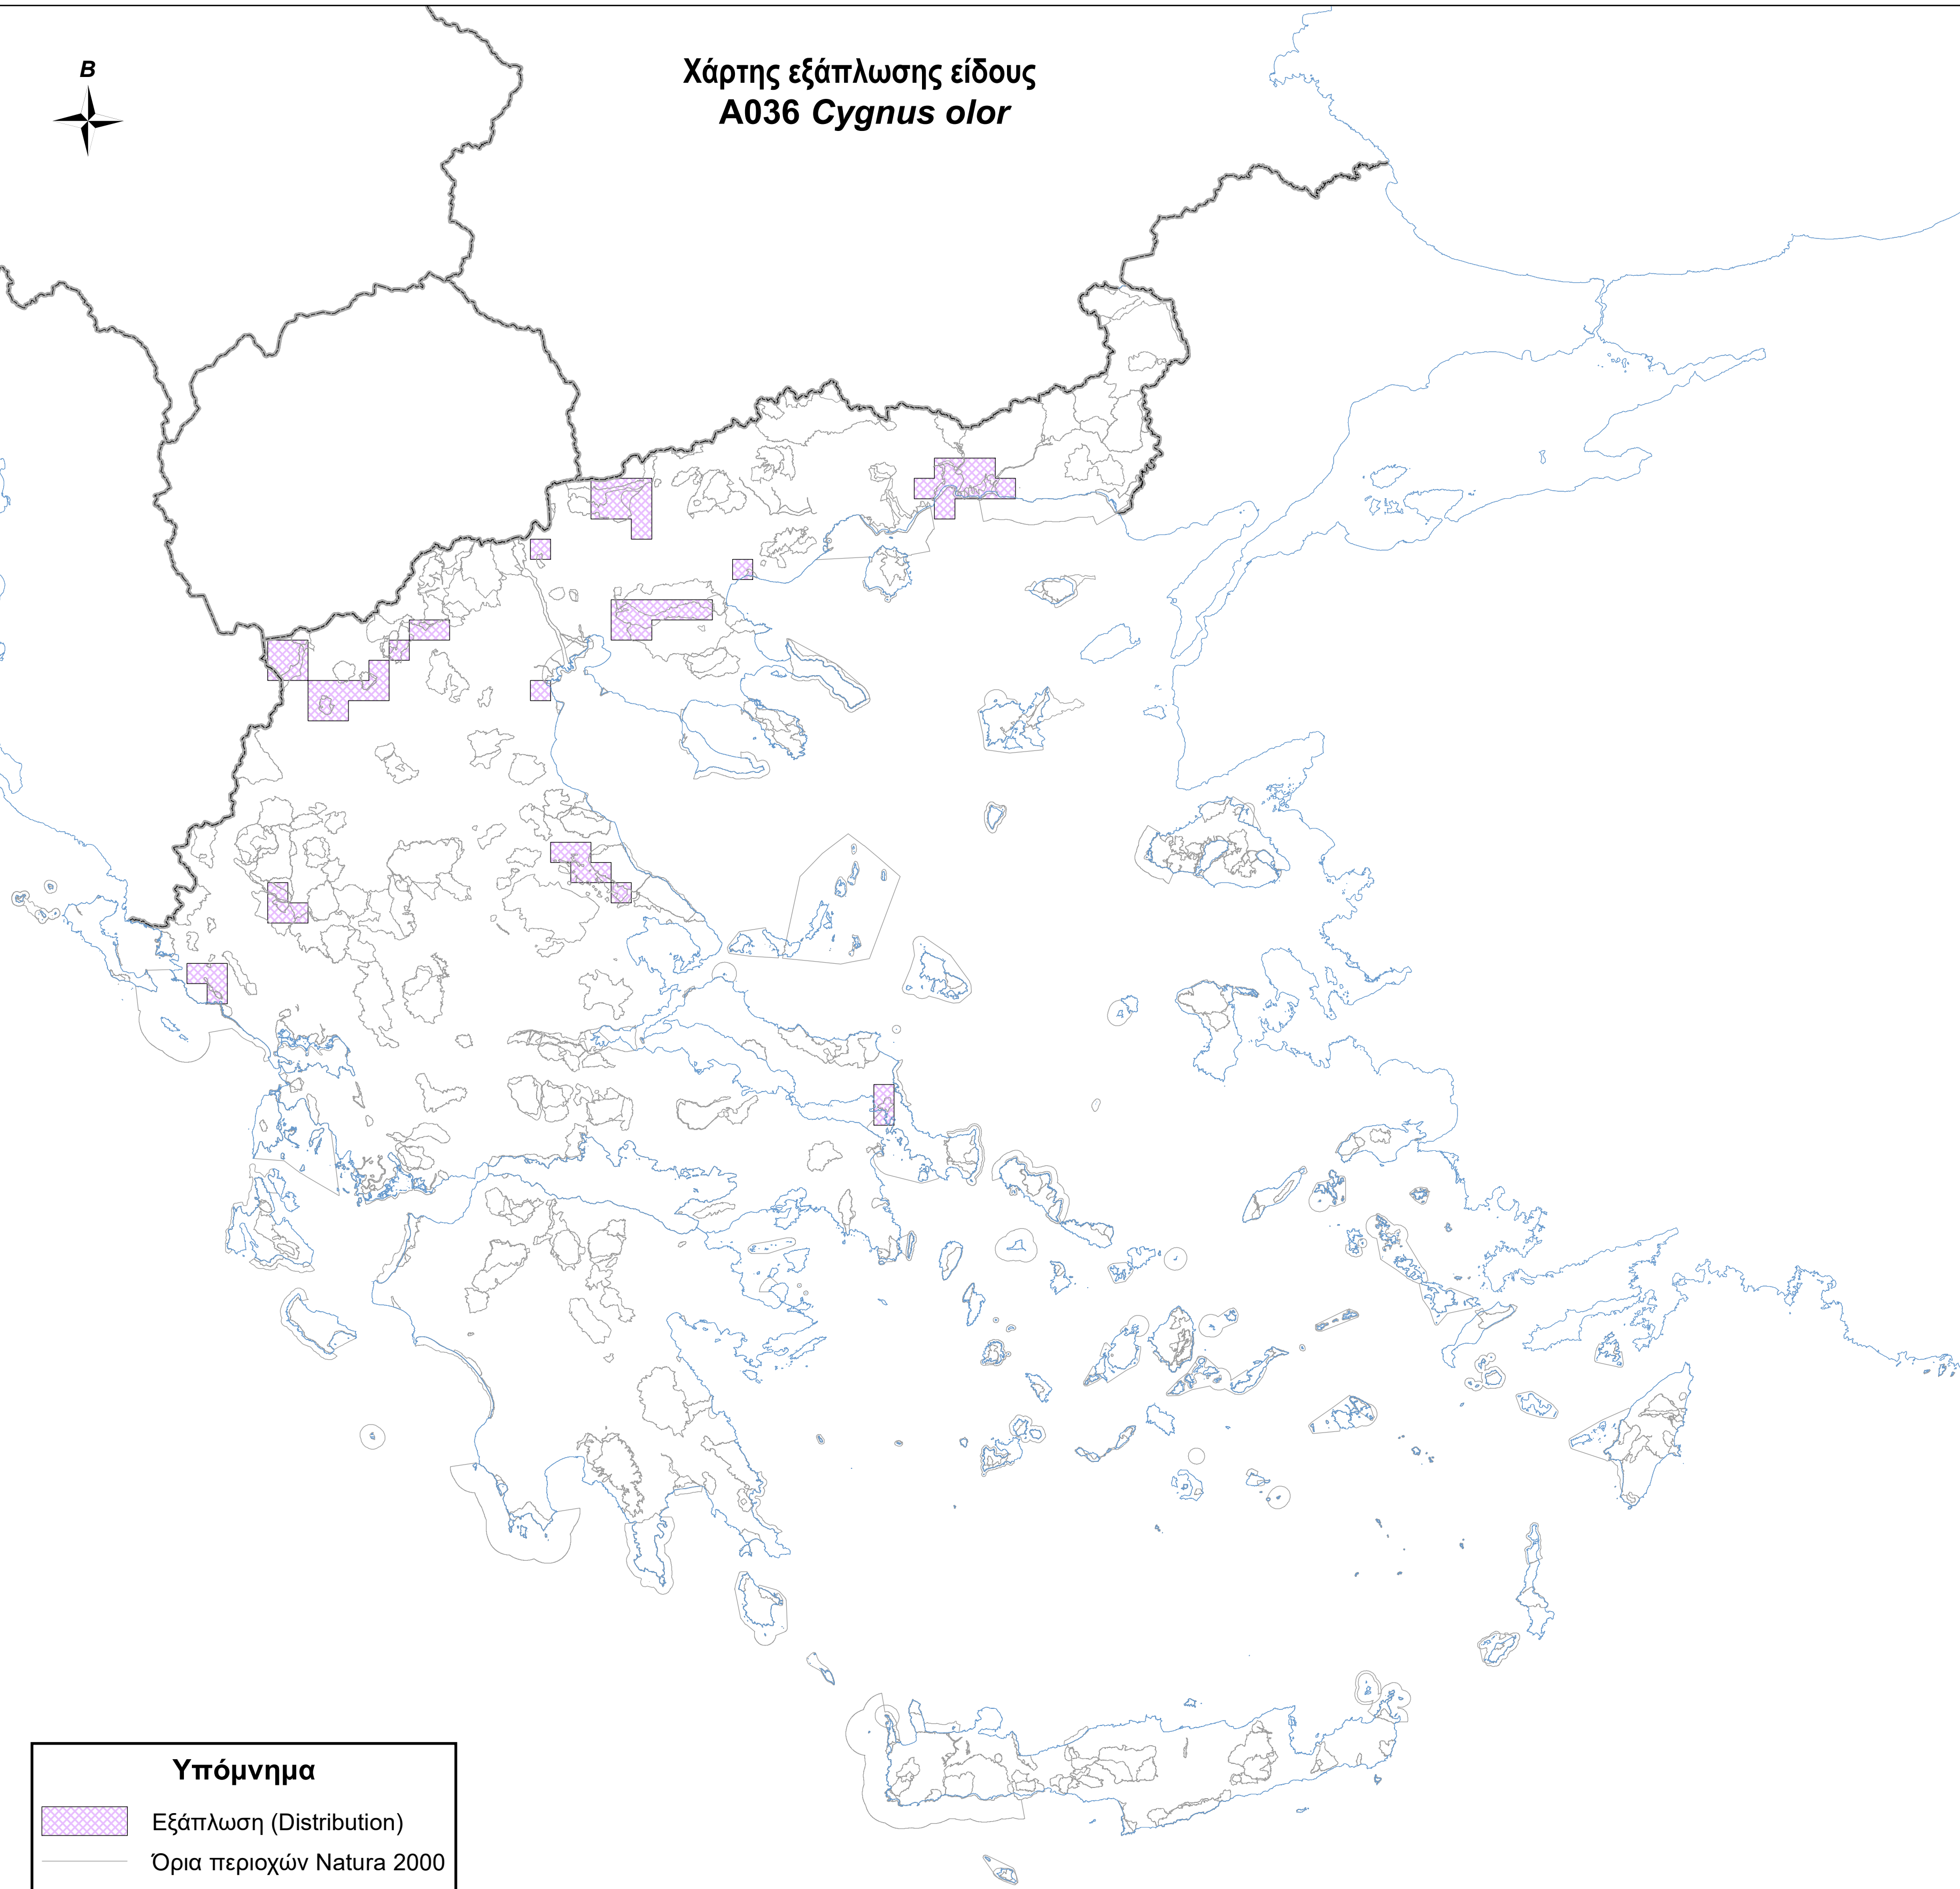 B
Χάρτης εξάπλωσης είδους
A036 Cygnus olor
Υπόμνημα
Εξάπλωση (Distribution)
Όρια περιοχών Natura 2000